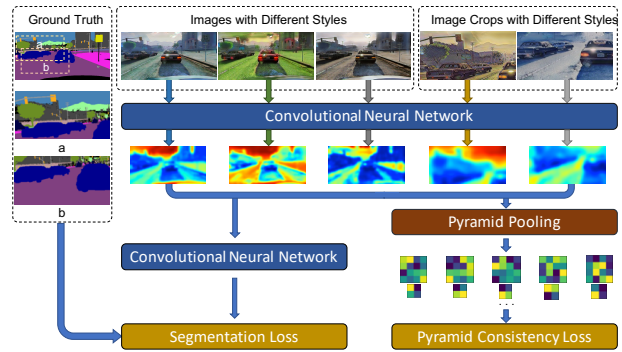 Ground Truth
Images with Different Styles
Image Crops with Different Styles
a
b
Convolutional Neural Network
a
b
Pyramid Pooling
Convolutional Neural Network
. . .
Segmentation Loss
Pyramid Consistency Loss